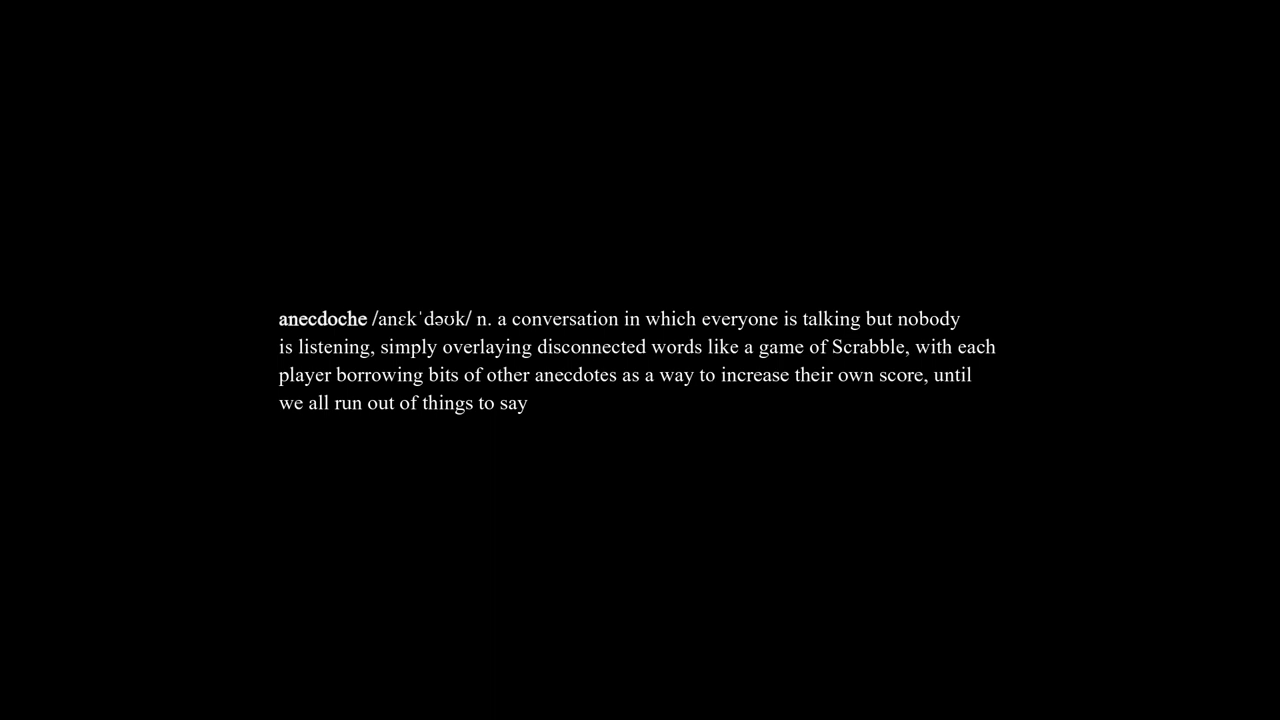 anecdoche /anɛkˈdəʊk/ n. a conversation in which everyone is talking but nobody
is listening, simply overlaying disconnected words like a game of Scrabble, with each
player borrowing bits of other anecdotes as a way to increase their own score, until
we all run out of things to say